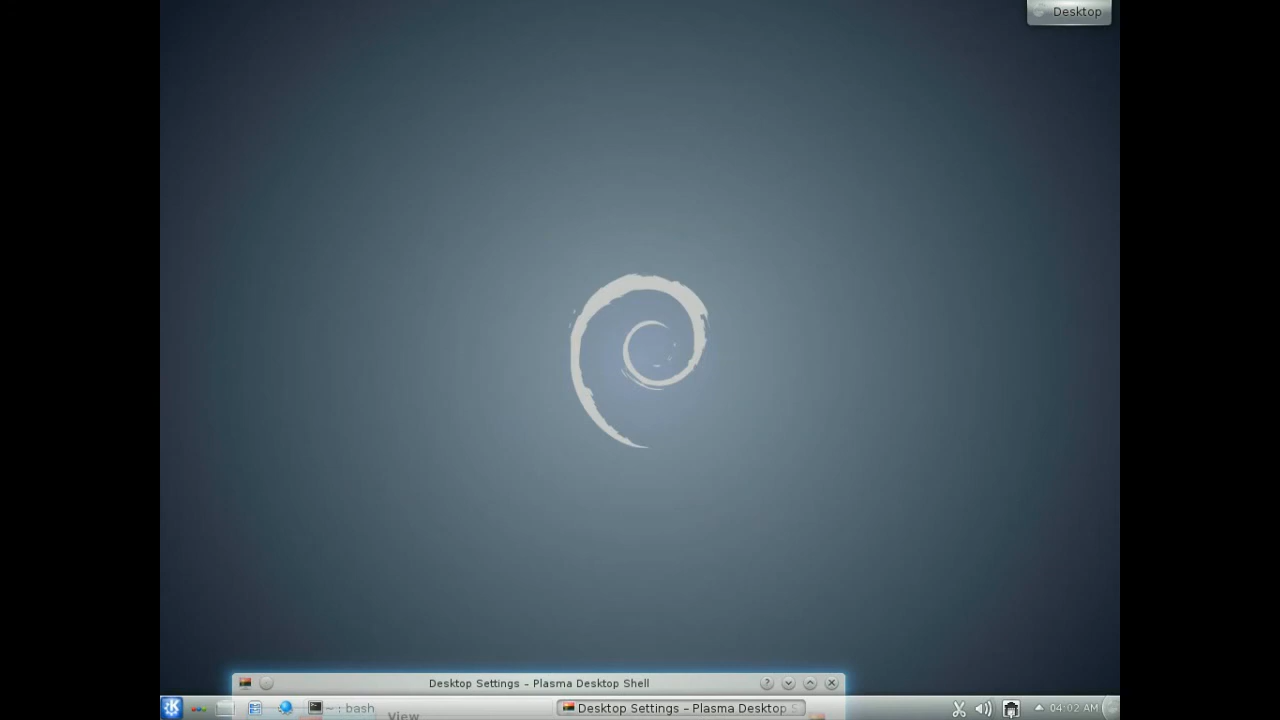 Desktop
Desktop Settings – Plasma Desktop Shell
~ : bash
View
Desktop Settings – Plasma Desktop S
04:02 AM